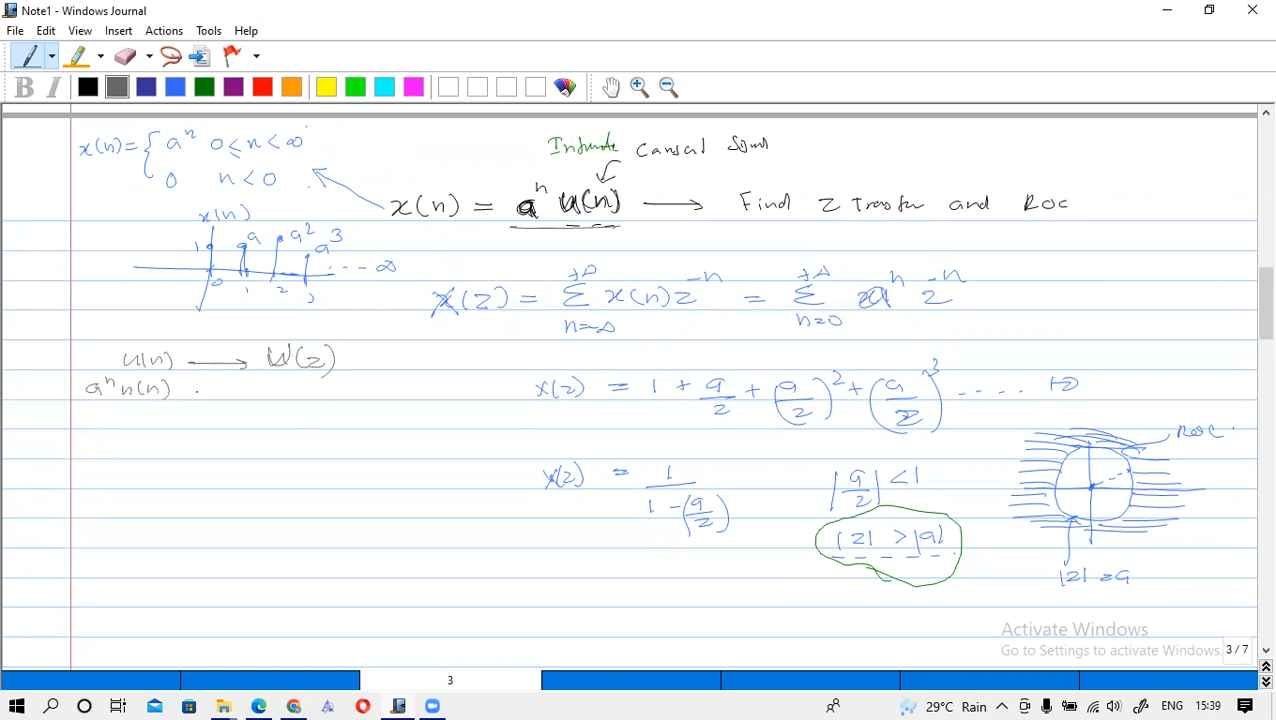 Note1 - Windows Journal
File Edit View Insert Actions Tools Help
B I
x(n) = { a^n 0 ≤ n < ∞
0 n < 0
Infinite Causal
x(n) = a^n u(n) → Find Z Transfer and ROC
x(n)
1 a a^2 a^3 ---- ∞
0 1 2 3
X(z) = Σ_{n=-∞}^{+∞} x(n) z^{-n} = Σ_{n=0}^{+∞} a^n z^{-n}
u(n) → U(z)
a^n u(n)
X(z) = 1 + a/z + (a/z)^2 + (a/z)^3 ---- +∞
ROC
X(z) = 1/(1 - (a/z)) |a/z| < 1
|z| > |a|
|z| = a
Activate Windows
Go to Settings to activate Windows.
3 / 7
3
29°C Rain ENG 15:39